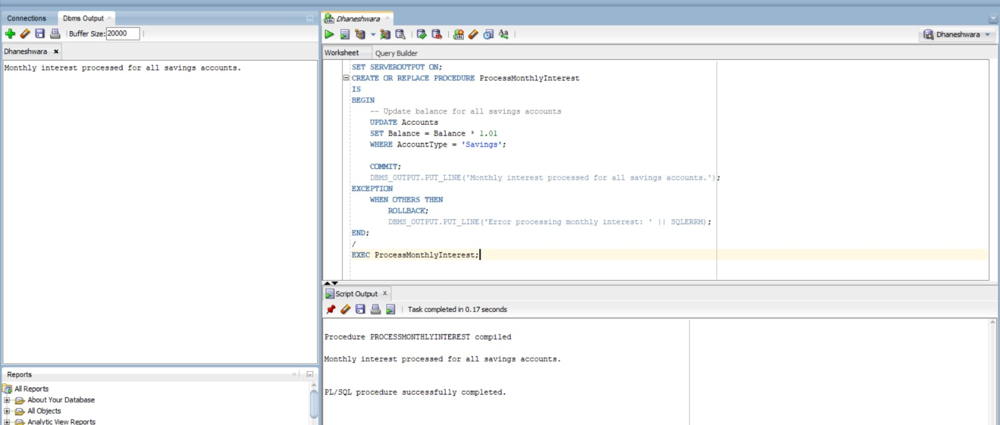 Connections
Dbms Output
Buffer Size: 20000
Dhaneshwara
Monthly interest processed for all savings accounts.
Reports
All Reports
About Your Database
All Objects
Analytic View Reports
Dhaneshwara
Dhaneshwara
Worksheet Query Builder
SET SERVEROUTPUT ON;
CREATE OR REPLACE PROCEDURE ProcessMonthlyInterest
IS
BEGIN
    -- Update balance for all savings accounts
    UPDATE Accounts
    SET Balance = Balance * 1.01
    WHERE AccountType = 'Savings';
    COMMIT;
    DBMS_OUTPUT.PUT_LINE('Monthly interest processed for all savings accounts.');
EXCEPTION
    WHEN OTHERS THEN
        ROLLBACK;
        DBMS_OUTPUT.PUT_LINE('Error processing monthly interest: ' || SQLERRM);
END;
/
EXEC ProcessMonthlyInterest;
Script Output
Task completed in 0.17 seconds
Procedure PROCESSMONTHLYINTEREST compiled
Monthly interest processed for all savings accounts.
PL/SQL procedure successfully completed.